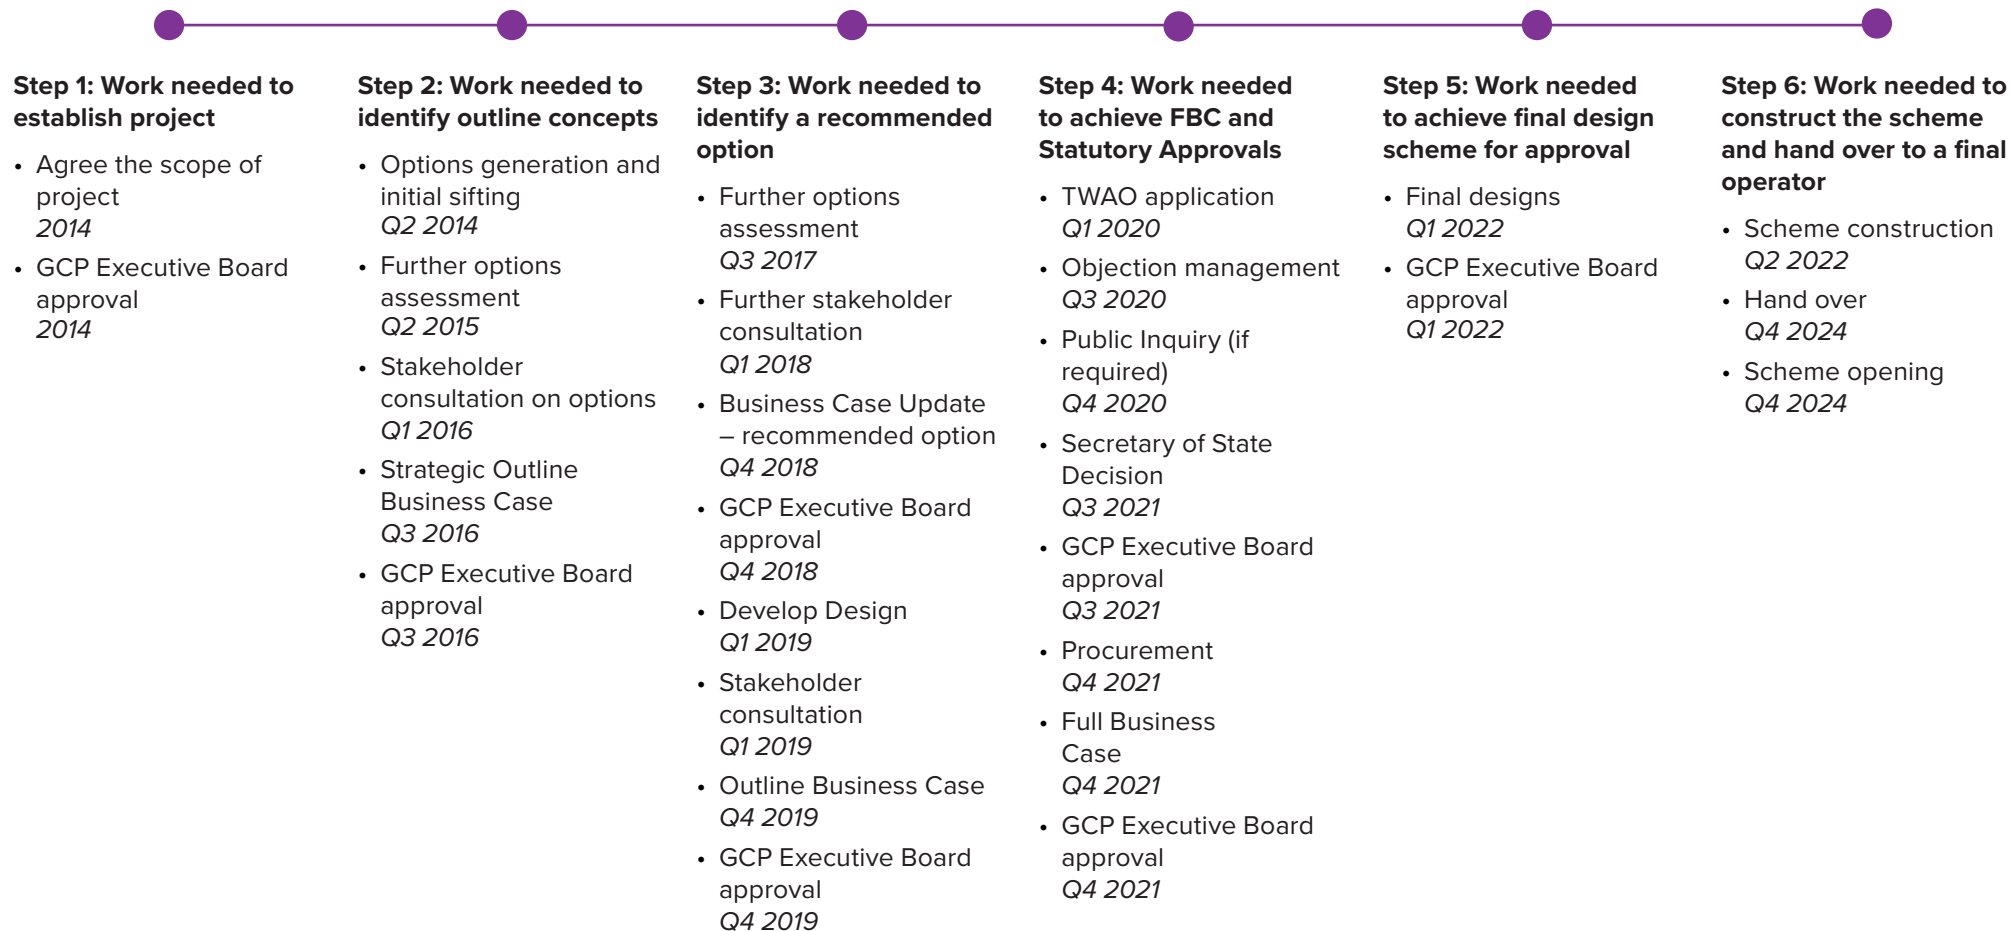 Step 1: Work needed to
establish project
• Agree the scope of
project
2014
• GCP Executive Board
approval
2014
Step 2: Work needed to
identify outline concepts
• Options generation and
initial sifting
Q2 2014
• Further options
assessment
Q2 2015
• Stakeholder
consultation on options
Q1 2016
• Strategic Outline
Business Case
Q3 2016
• GCP Executive Board
approval
Q3 2016
Step 3: Work needed to
identify a recommended
option
• Further options
assessment
Q3 2017
• Further stakeholder
consultation
Q1 2018
• Business Case Update
– recommended option
Q4 2018
• GCP Executive Board
approval
Q4 2018
• Develop Design
Q1 2019
• Stakeholder
consultation
Q1 2019
• Outline Business Case
Q4 2019
• GCP Executive Board
approval
Q4 2019
Step 4: Work needed
to achieve FBC and
Statutory Approvals
• TWAO application
Q1 2020
• Objection management
Q3 2020
• Public Inquiry (if
required)
Q4 2020
• Secretary of State
Decision
Q3 2021
• GCP Executive Board
approval
Q3 2021
• Procurement
Q4 2021
• Full Business
Case
Q4 2021
• GCP Executive Board
approval
Q4 2021
Step 5: Work needed
to achieve final design
scheme for approval
• Final designs
Q1 2022
• GCP Executive Board
approval
Q1 2022
Step 6: Work needed to
construct the scheme
and hand over to a final
operator
• Scheme construction
Q2 2022
• Hand over
Q4 2024
• Scheme opening
Q4 2024